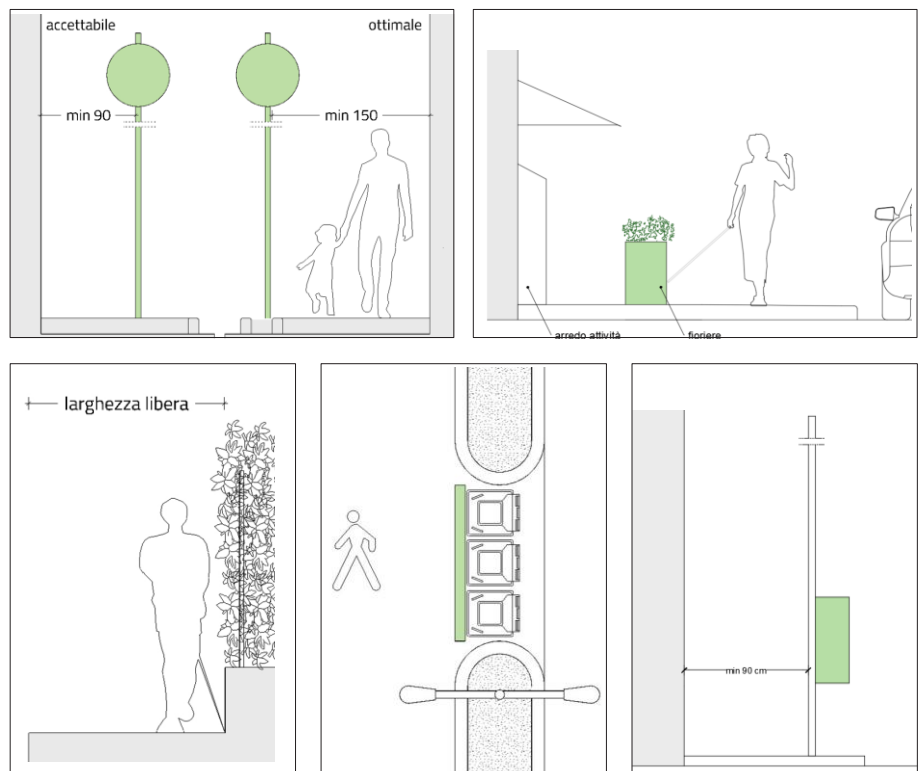 accettabile
ottimale
min 90
min 150
arredo attività
fioriere
larghezza libera
min 90 cm